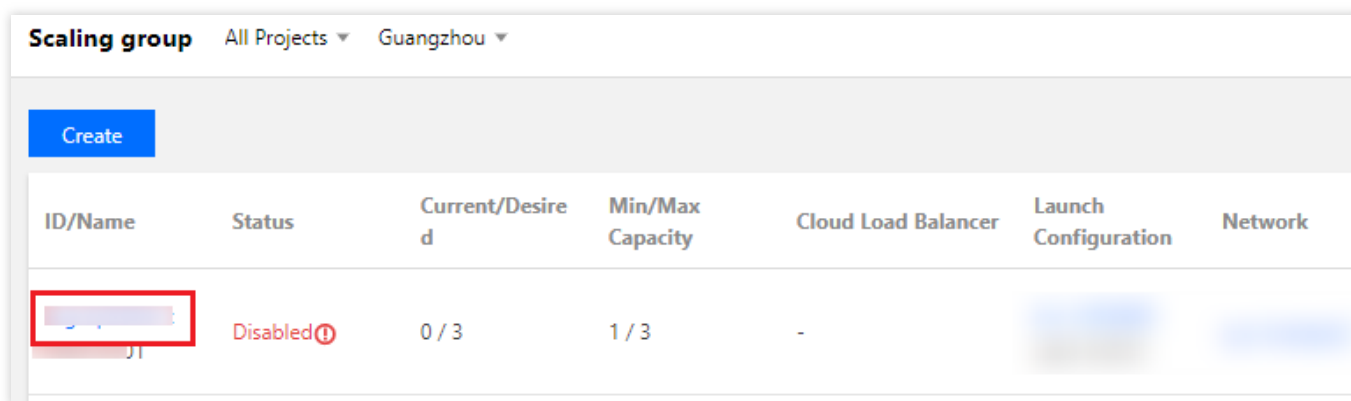 Scaling group All Projects Guangzhou
Create
ID/Name Status Current/Desire
d Min/Max
Capacity Cloud Load Balancer Launch
Configuration Network
Disabled 0 / 3 1 / 3 -